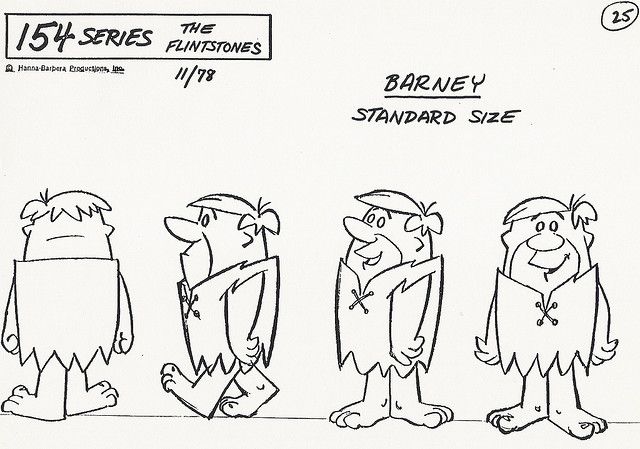 154 SERIES THE FLINTSTONES
© Hanna-Barbera Productions, Inc.
11/78
25
BARNEY
STANDARD SIZE